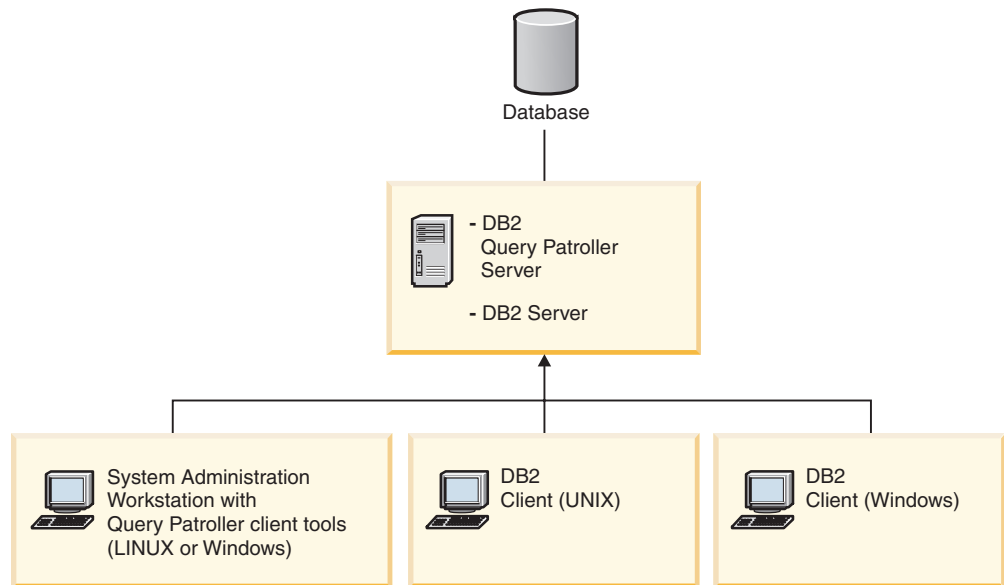 Database
- DB2
Query Patroller
Server
- DB2 Server
System Administration
Workstation with
Query Patroller client tools
(LINUX or Windows)
DB2
Client (UNIX)
DB2
Client (Windows)